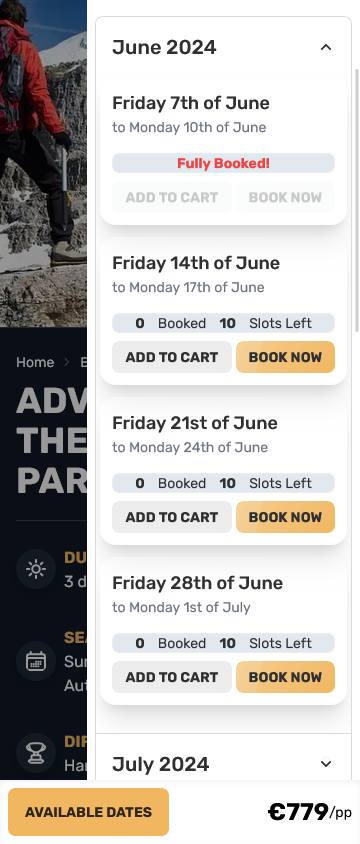 June 2024
Friday 7th of June
to Monday 10th of June
Fully Booked!
ADD TO CART BOOK NOW
Friday 14th of June
to Monday 17th of June
0 Booked 10 Slots Left
ADD TO CART BOOK NOW
Friday 21st of June
to Monday 24th of June
0 Booked 10 Slots Left
ADD TO CART BOOK NOW
Friday 28th of June
to Monday 1st of July
0 Booked 10 Slots Left
ADD TO CART BOOK NOW
July 2024
Home
ADV
THE
PAR
DU
3 d
SEA
Sur
Aut
DIF
Har
AVAILABLE DATES €779/pp